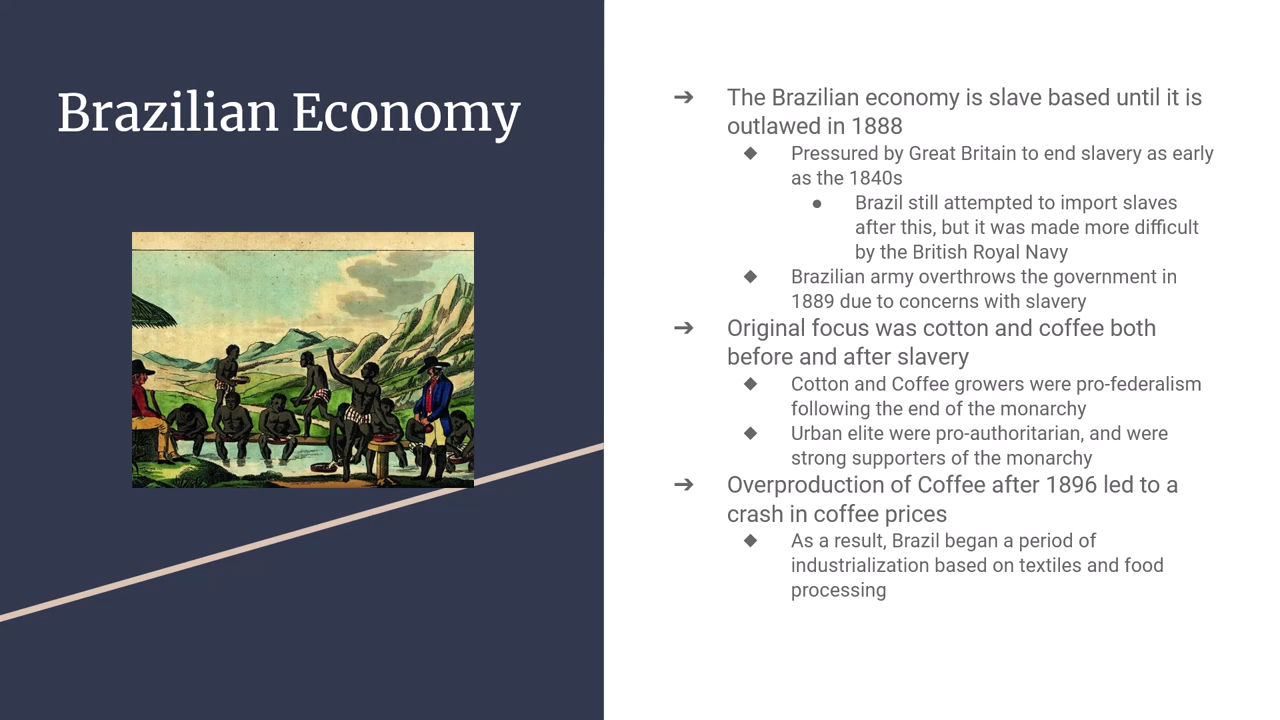 Brazilian Economy
➔ The Brazilian economy is slave based until it is
outlawed in 1888
◆ Pressured by Great Britain to end slavery as early
as the 1840s
● Brazil still attempted to import slaves
after this, but it was made more difficult
by the British Royal Navy
◆ Brazilian army overthrows the government in
1889 due to concerns with slavery
➔ Original focus was cotton and coffee both
before and after slavery
◆ Cotton and Coffee growers were pro-federalism
following the end of the monarchy
◆ Urban elite were pro-authoritarian, and were
strong supporters of the monarchy
➔ Overproduction of Coffee after 1896 led to a
crash in coffee prices
◆ As a result, Brazil began a period of
industrialization based on textiles and food
processing